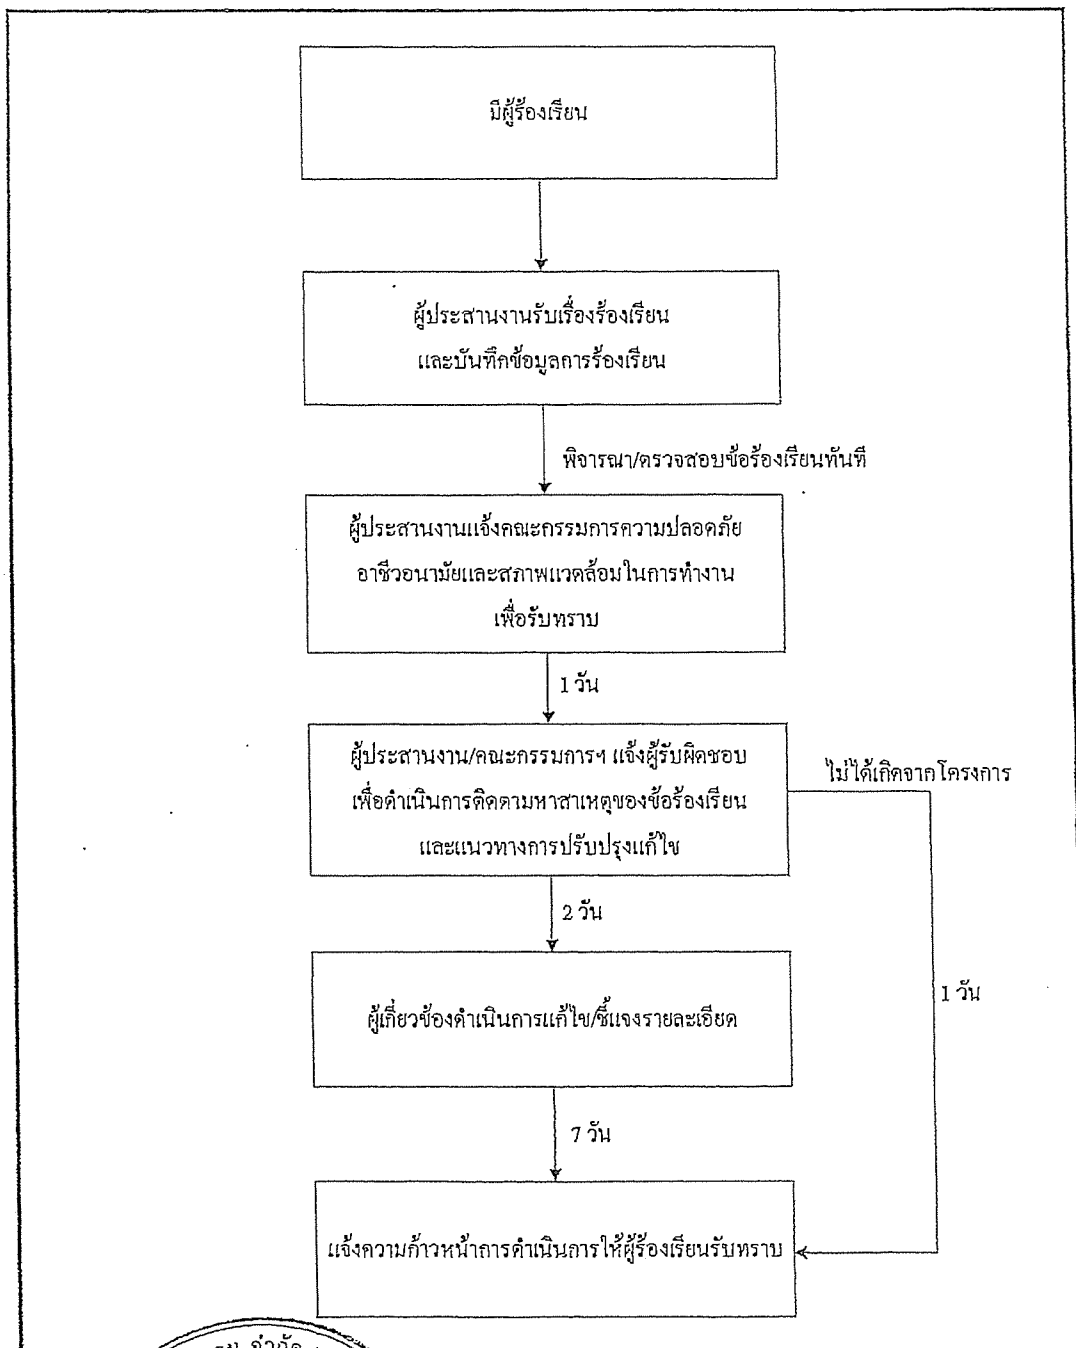 มีผู้ร้องเรียน
ผู้ประสานงานรับเรื่องร้องเรียน
และบันทึกข้อมูลการร้องเรียน
พิจารณา/ตรวจสอบข้อร้องเรียนทันที
ผู้ประสานงานแจ้งคณะกรรมการความปลอดภัย
อาชีวอนามัยและสภาพแวดล้อมในการทำงาน
เพื่อรับทราบ
1 วัน
ผู้ประสานงาน/คณะกรรมการฯ แจ้งผู้รับผิดชอบ
เพื่อดำเนินการติดตามหาสาเหตุของข้อร้องเรียน
และแนวทางการปรับปรุงแก้ไข
ไม่ได้เกิดจากโครงการ
2 วัน
1 วัน
ผู้เกี่ยวข้องดำเนินการแก้ไข/ชี้แจงรายละเอียด
7 วัน
แจ้งความก้าวหน้าการดำเนินการให้ผู้ร้องเรียนรับทราบ
จำกัด